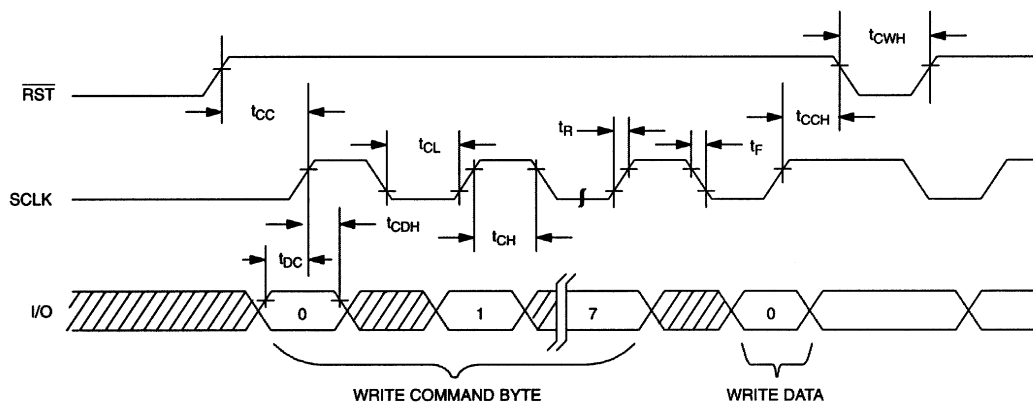 tCWH
RST
tCC
tCCH
tCL
tR
tF
SCLK
tCDH
tCH
tDC
I/O
0
1
7
0
WRITE COMMAND BYTE
WRITE DATA